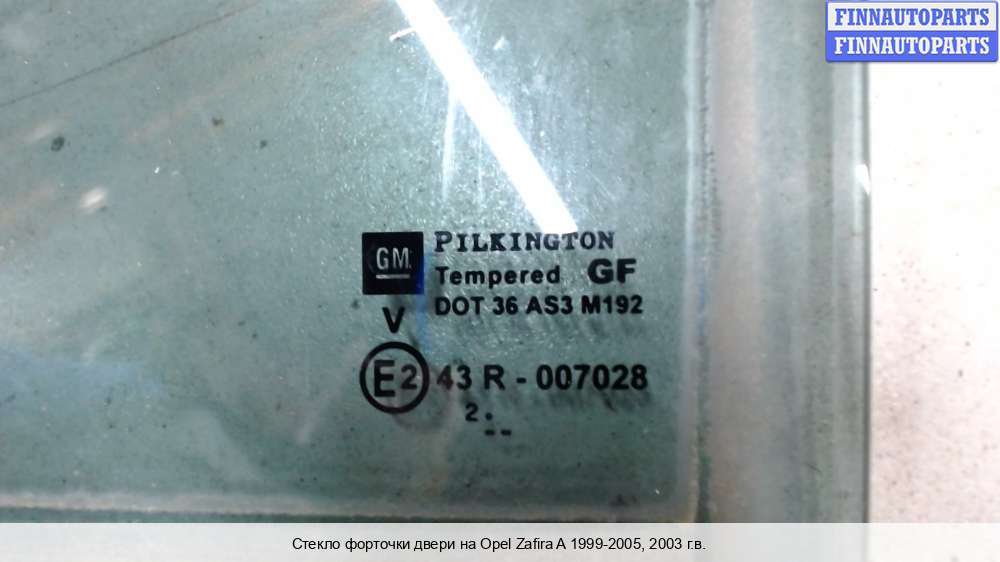 FINNAUTOPARTS
FINNAUTOPARTS
GM
PILKINGTON
Tempered GF
DOT 36 AS3 M192
V
E2 43 R - 007028
2 .
--
Стекло форточки двери на Opel Zafira A 1999-2005, 2003 г.в.